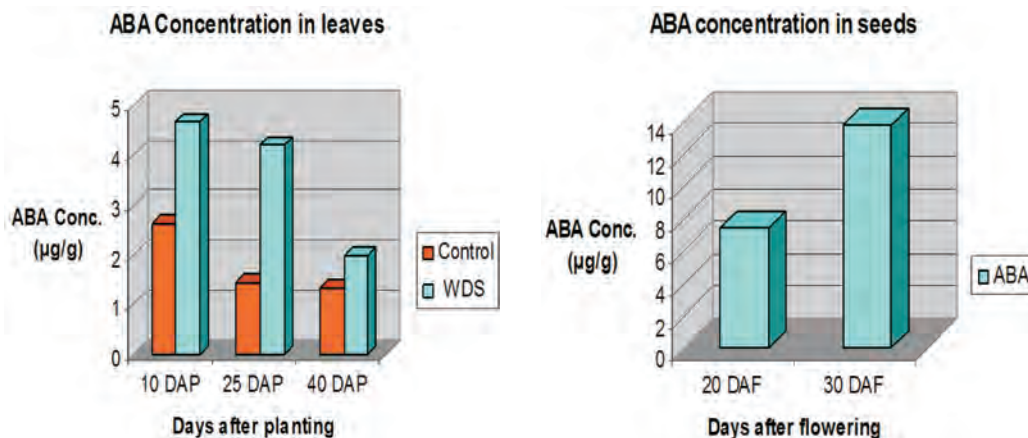 ABA Concentration in leaves
5
4
3
2
1
0
ABA Conc.
(µg/g)
Control
WDS
10 DAP 25 DAP 40 DAP
Days after planting
ABA concentration in seeds
14
12
10
8
6
4
2
0
ABA Conc.
(µg/g)
ABA
20 DAF 30 DAF
Days after flowering